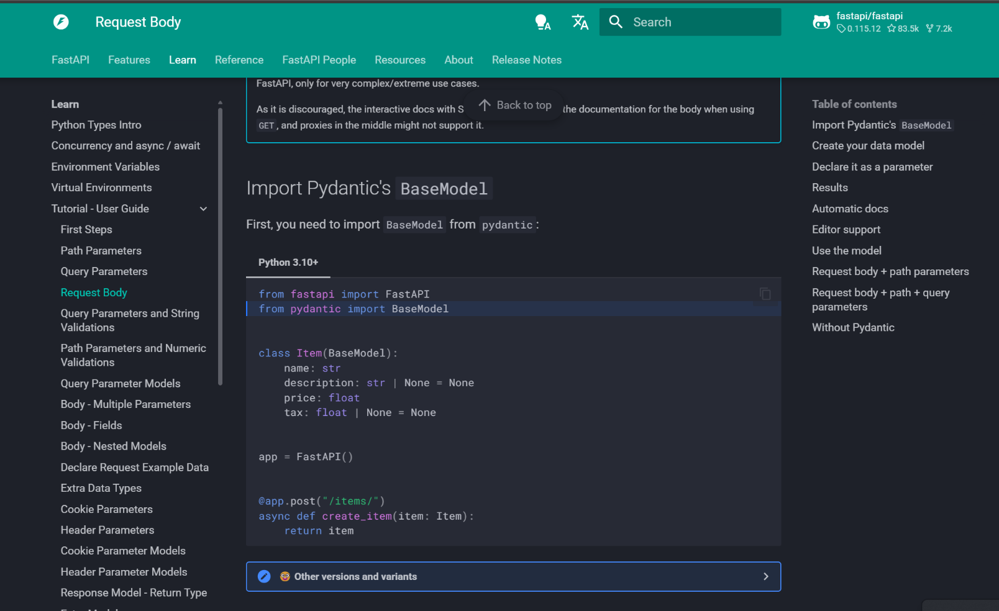 Request Body
Search
fastapi/fastapi
0.115.12 83.5k 7.2k
FastAPI Features Learn Reference FastAPI People Resources About Release Notes
Learn
Python Types Intro
Concurrency and async / await
Environment Variables
Virtual Environments
Tutorial - User Guide
First Steps
Path Parameters
Query Parameters
Request Body
Query Parameters and String
Validations
Path Parameters and Numeric
Validations
Query Parameter Models
Body - Multiple Parameters
Body - Fields
Body - Nested Models
Declare Request Example Data
Extra Data Types
Cookie Parameters
Header Parameters
Cookie Parameter Models
Header Parameter Models
Response Model - Return Type
FastAPI, only for very complex/extreme use cases.
Back to top
As it is discouraged, the interactive docs with S the documentation for the body when using
GET, and proxies in the middle might not support it.
Import Pydantic's BaseModel
First, you need to import BaseModel from pydantic:
Python 3.10+
from fastapi import FastAPI
from pydantic import BaseModel
class Item(BaseModel):
    name: str
    description: str | None = None
    price: float
    tax: float | None = None
app = FastAPI()
@app.post("/items/")
async def create_item(item: Item):
    return item
Other versions and variants
Table of contents
Import Pydantic's BaseModel
Create your data model
Declare it as a parameter
Results
Automatic docs
Editor support
Use the model
Request body + path parameters
Request body + path + query
parameters
Without Pydantic